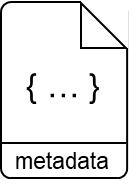 { ... }
metadata